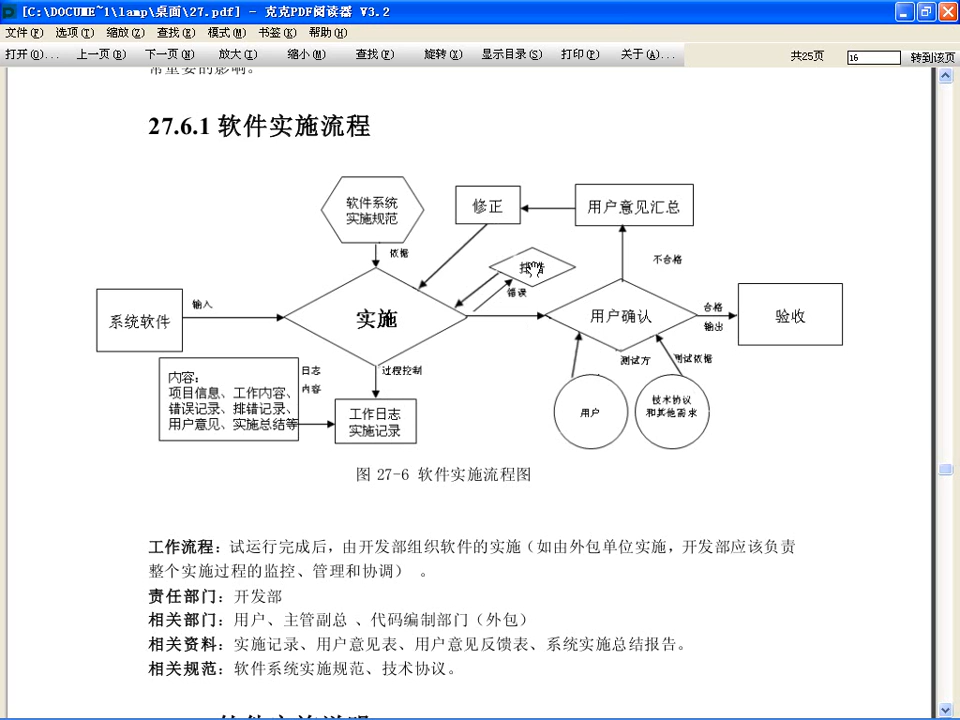 [C:\DOCUME~1\lamp\桌面\27.pdf] - 克克PDF阅读器 V3.2
文件(F) 选项(T) 缩放(Z) 查找(E) 模式(M) 书签(K) 帮助(H)
打开(O)... 上一页(B) 下一页(N) 放大(I) 缩小(M) 查找(F) 旋转(X) 显示目录(S) 打印(P) 关于(A)... 共25页 16 转到该页
常重要的影响。
27.6.1 软件实施流程
软件系统
实施规范
修正
用户意见汇总
依据
不合格
错误
输入
系统软件
实施
用户确认
合格
输出
验收
测试方
测试依据
日志
内容
过程控制
内容:
项目信息、工作内容、
错误记录、排错记录、
用户意见、实施总结等
工作日志
实施记录
用户
技术协议
和其他需求
图 27-6 软件实施流程图
工作流程：试运行完成后，由开发部组织软件的实施（如由外包单位实施，开发部应该负责
整个实施过程的监控、管理和协调） 。
责任部门：开发部
相关部门：用户、主管副总 、代码编制部门（外包）
相关资料：实施记录、用户意见表、用户意见反馈表、系统实施总结报告。
相关规范：软件系统实施规范、技术协议。